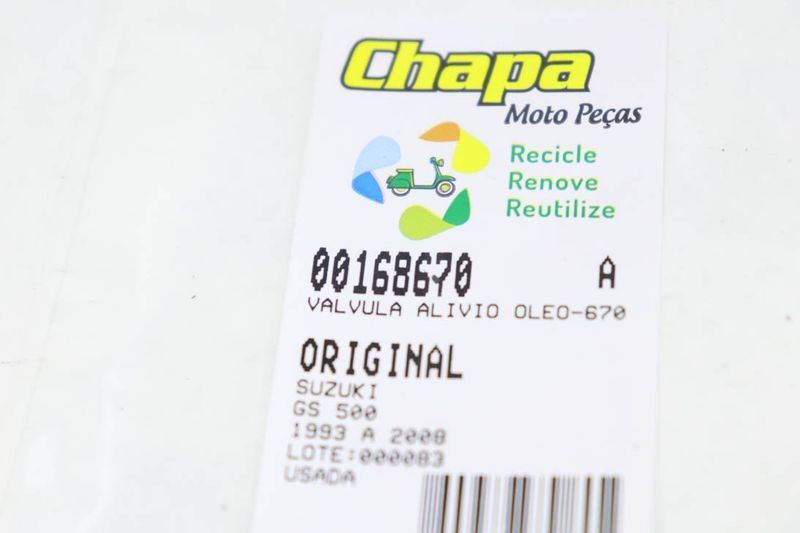 Chapa
Moto Peças
Recicle
Renove
Reutilize
00168670 A
VALVULA ALIVIO OLEO-670
ORIGINAL
SUZUKI
GS 500
1993 A 2008
LOTE:000083
USADA